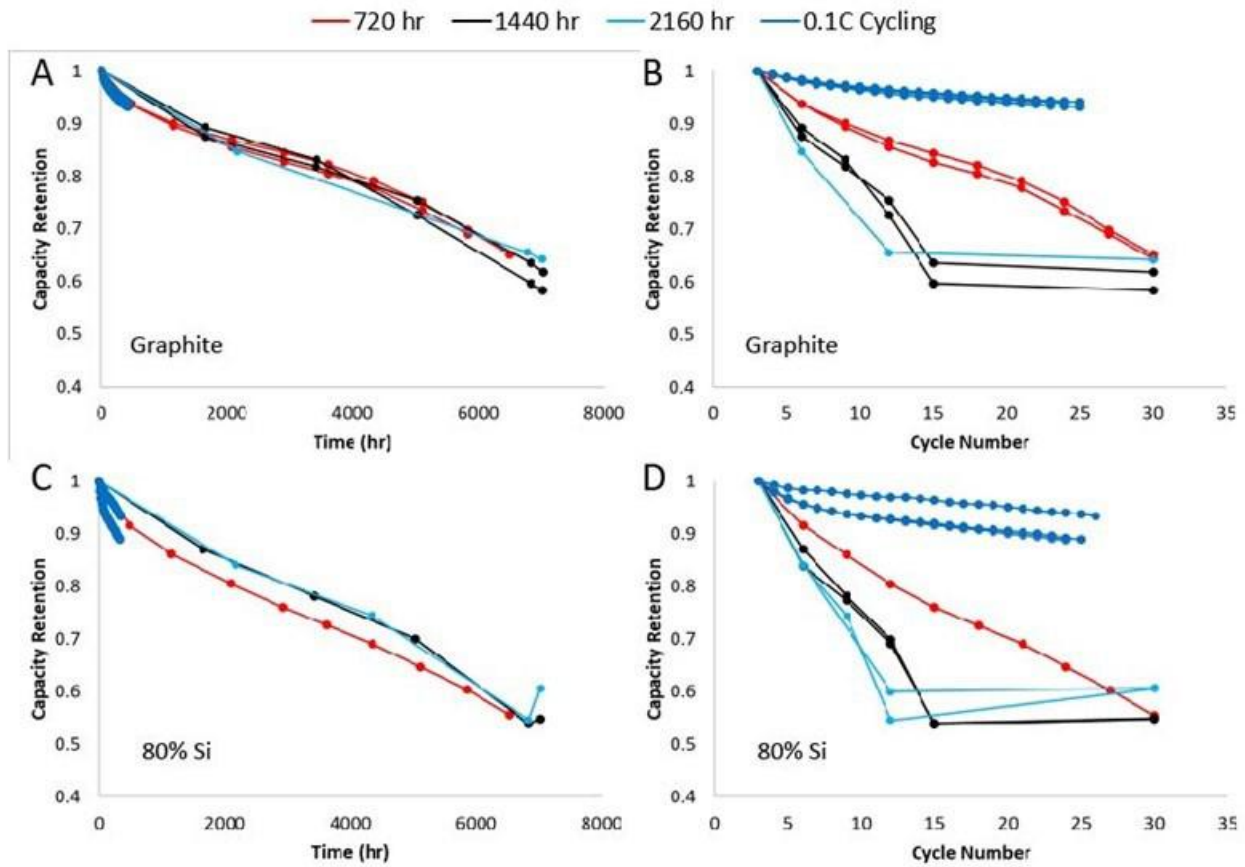 720 hr 1440 hr 2160 hr 0.1C Cycling
A
1
0.9
0.8
0.7
0.6
0.5
0.4
Capacity Retention
Graphite
0 2000 4000 6000 8000
Time (hr)
B
1
0.9
0.8
0.7
0.6
0.5
0.4
Capacity Retention
Graphite
0 5 10 15 20 25 30 35
Cycle Number
C
1
0.9
0.8
0.7
0.6
0.5
0.4
Capacity Retention
80% Si
0 2000 4000 6000 8000
Time (hr)
D
1
0.9
0.8
0.7
0.6
0.5
0.4
Capacity Retention
80% Si
0 5 10 15 20 25 30 35
Cycle Number